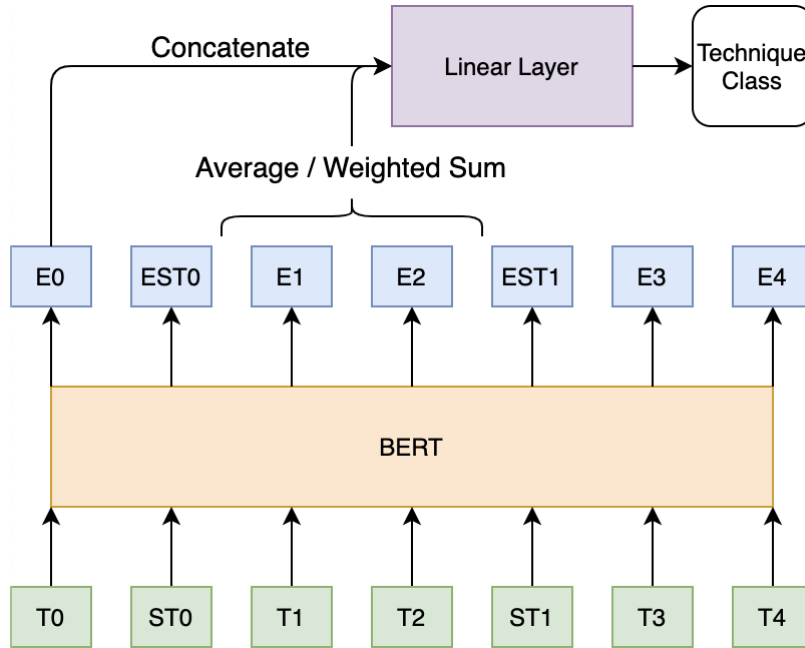 Concatenate
Linear Layer
Technique
Class
Average / Weighted Sum
E0 EST0 E1 E2 EST1 E3 E4
BERT
T0 ST0 T1 T2 ST1 T3 T4